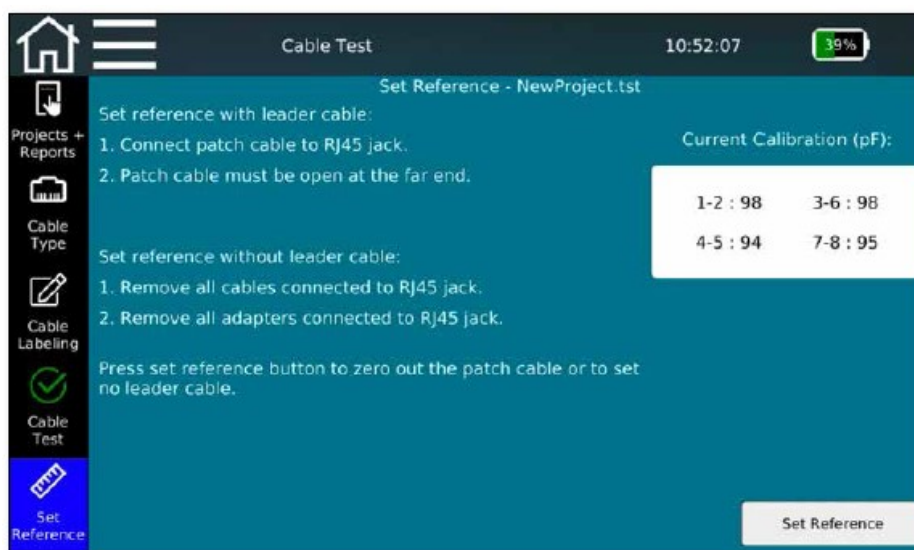 Cable Test
10:52:07
39%
Set Reference - NewProject.tst
Projects +
Reports
Cable
Type
Cable
Labeling
Cable
Test
Set
Reference
Set reference with leader cable:
1. Connect patch cable to RJ45 jack.
2. Patch cable must be open at the far end.
Set reference without leader cable:
1. Remove all cables connected to RJ45 jack.
2. Remove all adapters connected to RJ45 jack.
Press set reference button to zero out the patch cable or to set
no leader cable.
Current Calibration (pF):
1-2 : 98 3-6 : 98
4-5 : 94 7-8 : 95
Set Reference